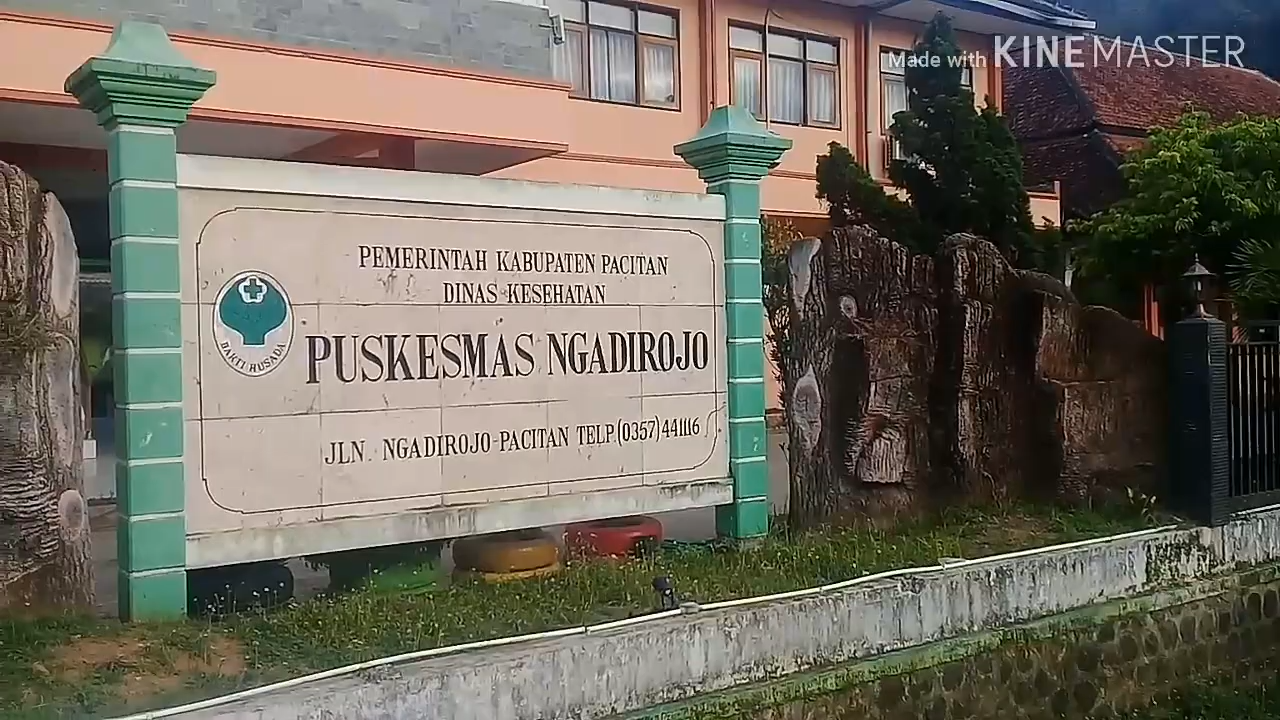 Made with KINEMASTER
PEMERINTAH KABUPATEN PACITAN
DINAS KESEHATAN
BAKTI HUSADA
PUSKESMAS NGADIROJO
JLN. NGADIROJO-PACITAN TELP.(0357)441116